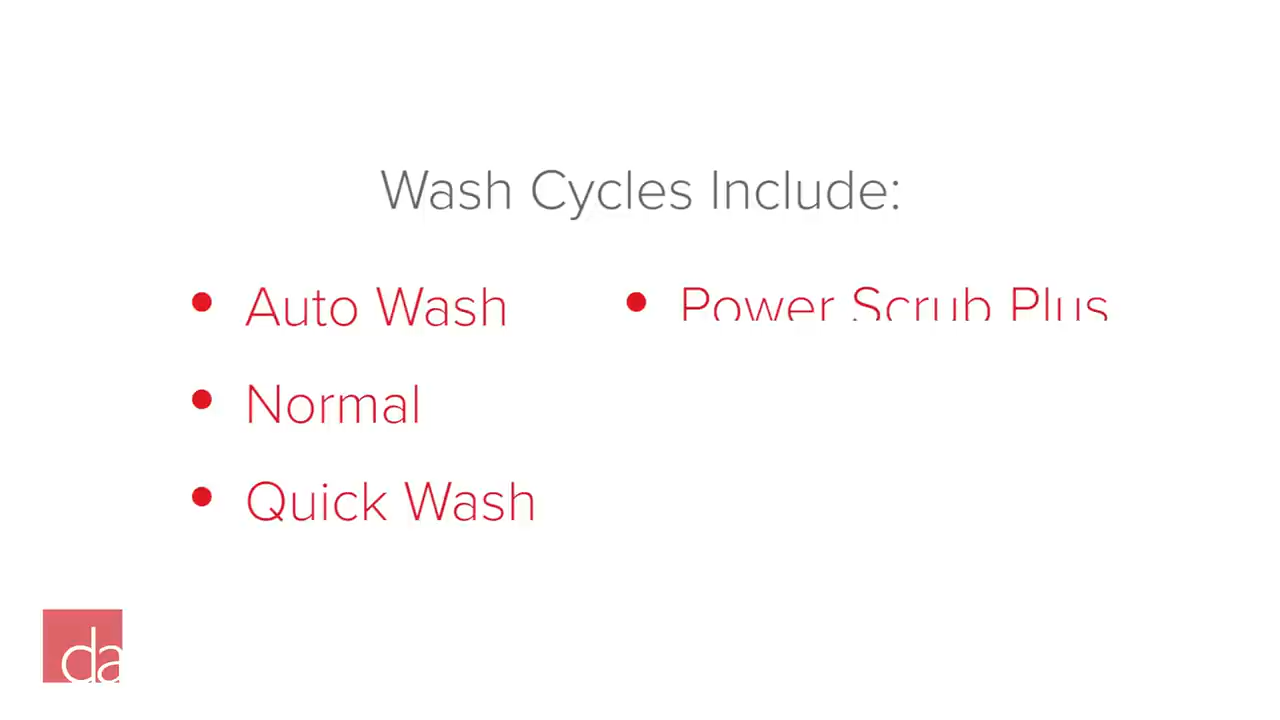 Wash Cycles Include:
• Auto Wash
• Normal
• Quick Wash
• Power Scrub Plus
da